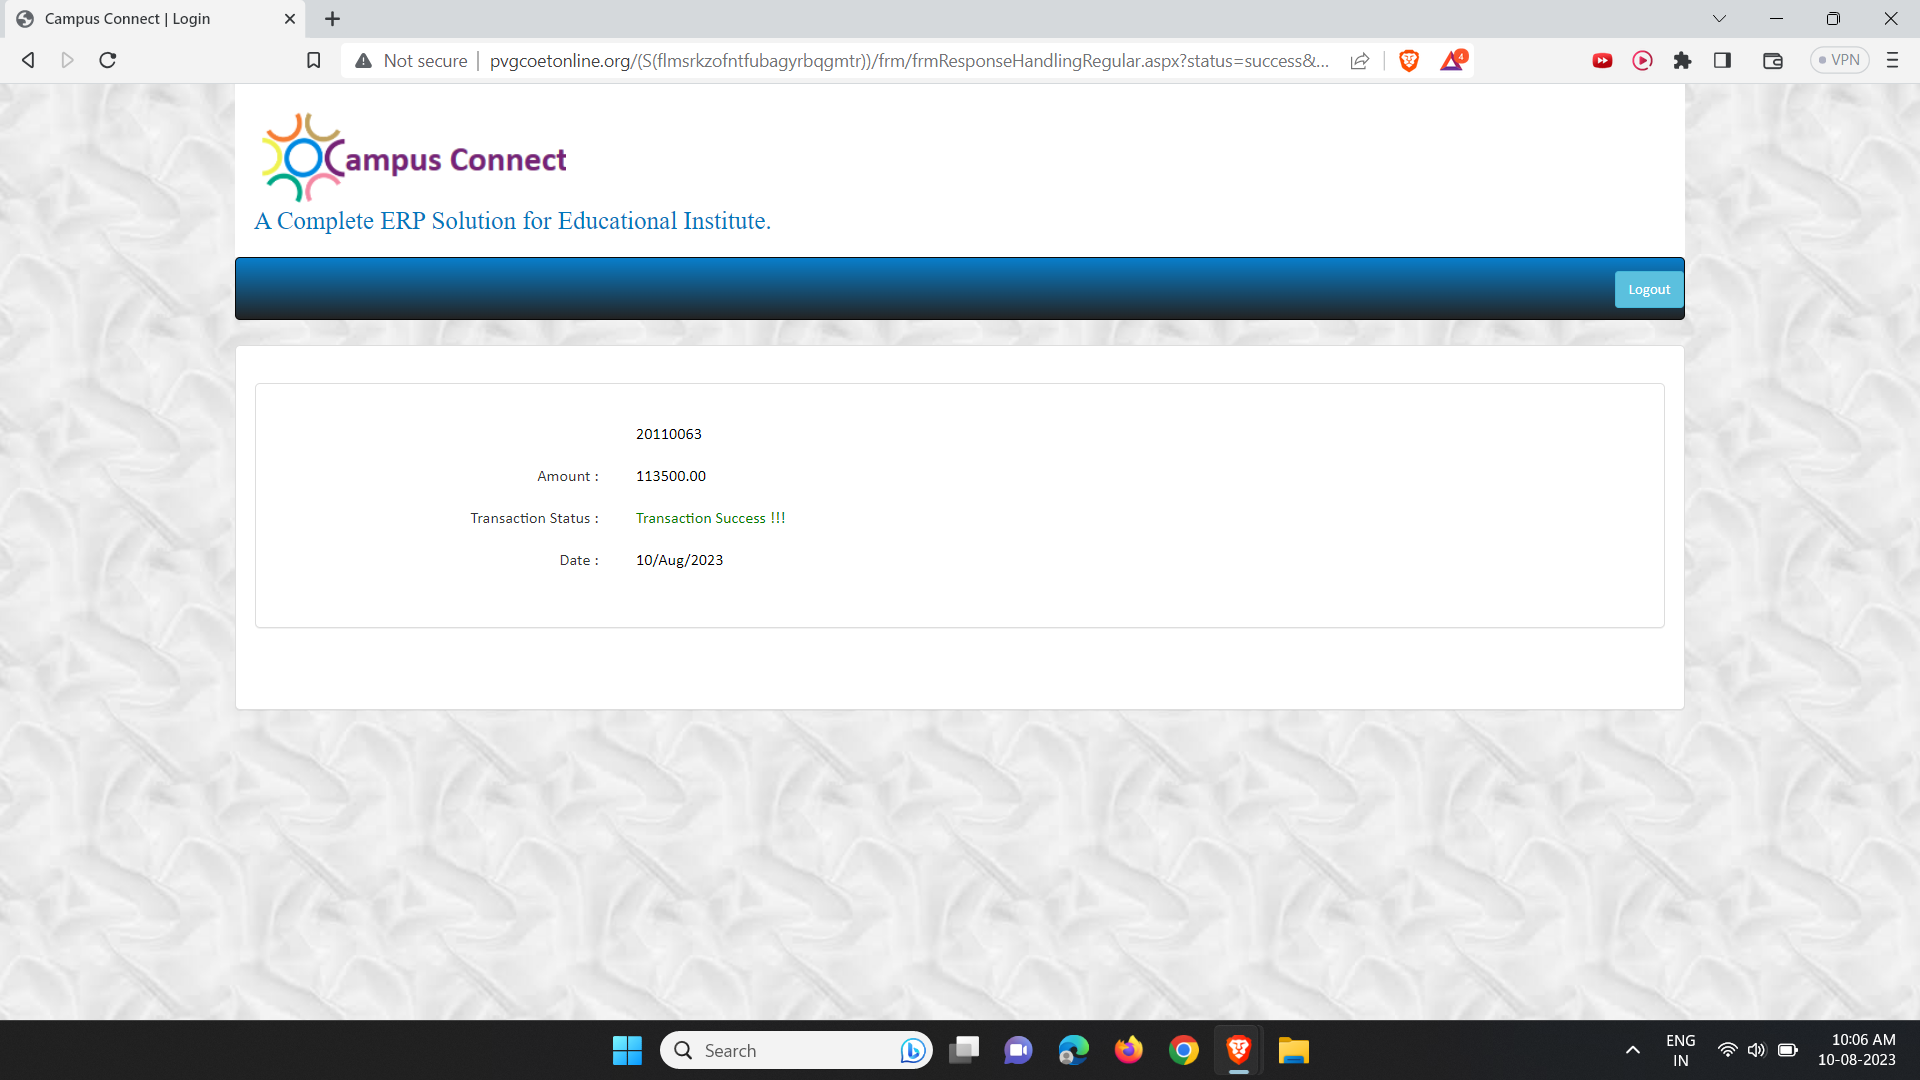 Campus Connect | Login
Not secure
pvgcoetonline.org/(S(flmsrkzofntfubagyrbqgmtr))/frm/frmResponseHandlingRegular.aspx?status=success&...
4
VPN
Campus Connect
A Complete ERP Solution for Educational Institute.
Logout
20110063
Amount : 113500.00
Transaction Status : Transaction Success !!!
Date : 10/Aug/2023
Search
ENG
IN
10:06 AM
10-08-2023